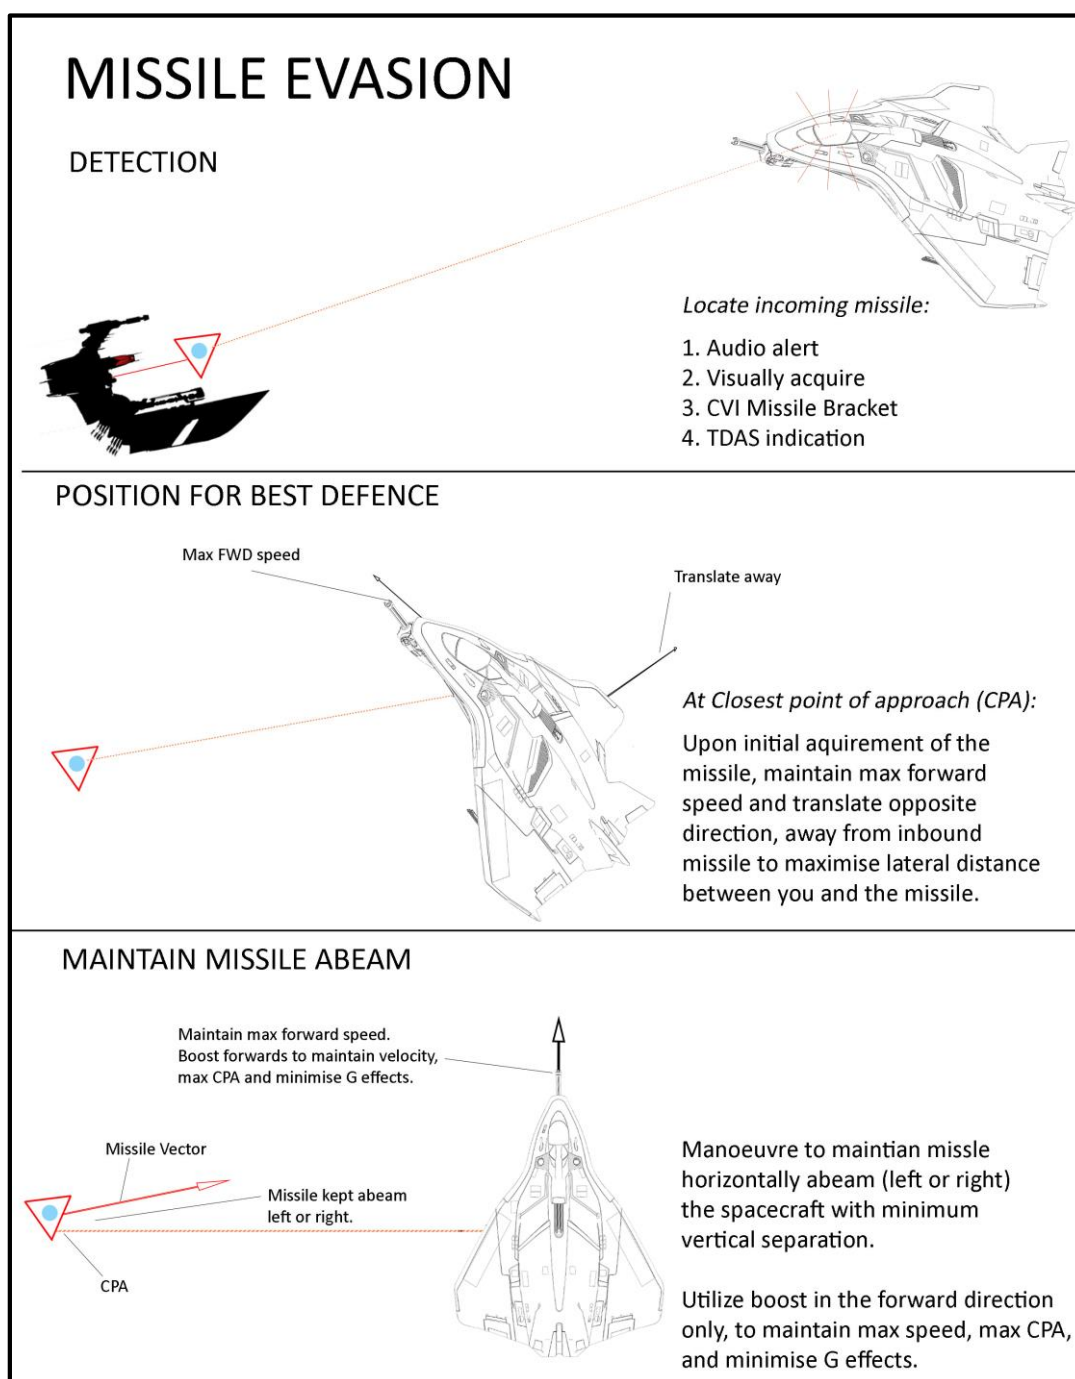 MISSILE EVASION
DETECTION
Locate incoming missile:
1. Audio alert
2. Visually acquire
3. CVI Missile Bracket
4. TDAS indication
POSITION FOR BEST DEFENCE
Max FWD speed
Translate away
At Closest point of approach (CPA):
Upon initial aquirement of the
missile, maintain max forward
speed and translate opposite
direction, away from inbound
missile to maximise lateral distance
between you and the missile.
MAINTAIN MISSILE ABEAM
Maintain max forward speed.
Boost forwards to maintain velocity,
max CPA and minimise G effects.
Missile Vector
Missile kept abeam
left or right.
CPA
Manoeuvre to maintian missle
horizontally abeam (left or right)
the spacecraft with minimum
vertical separation.
Utilize boost in the forward direction
only, to maintain max speed, max CPA,
and minimise G effects.